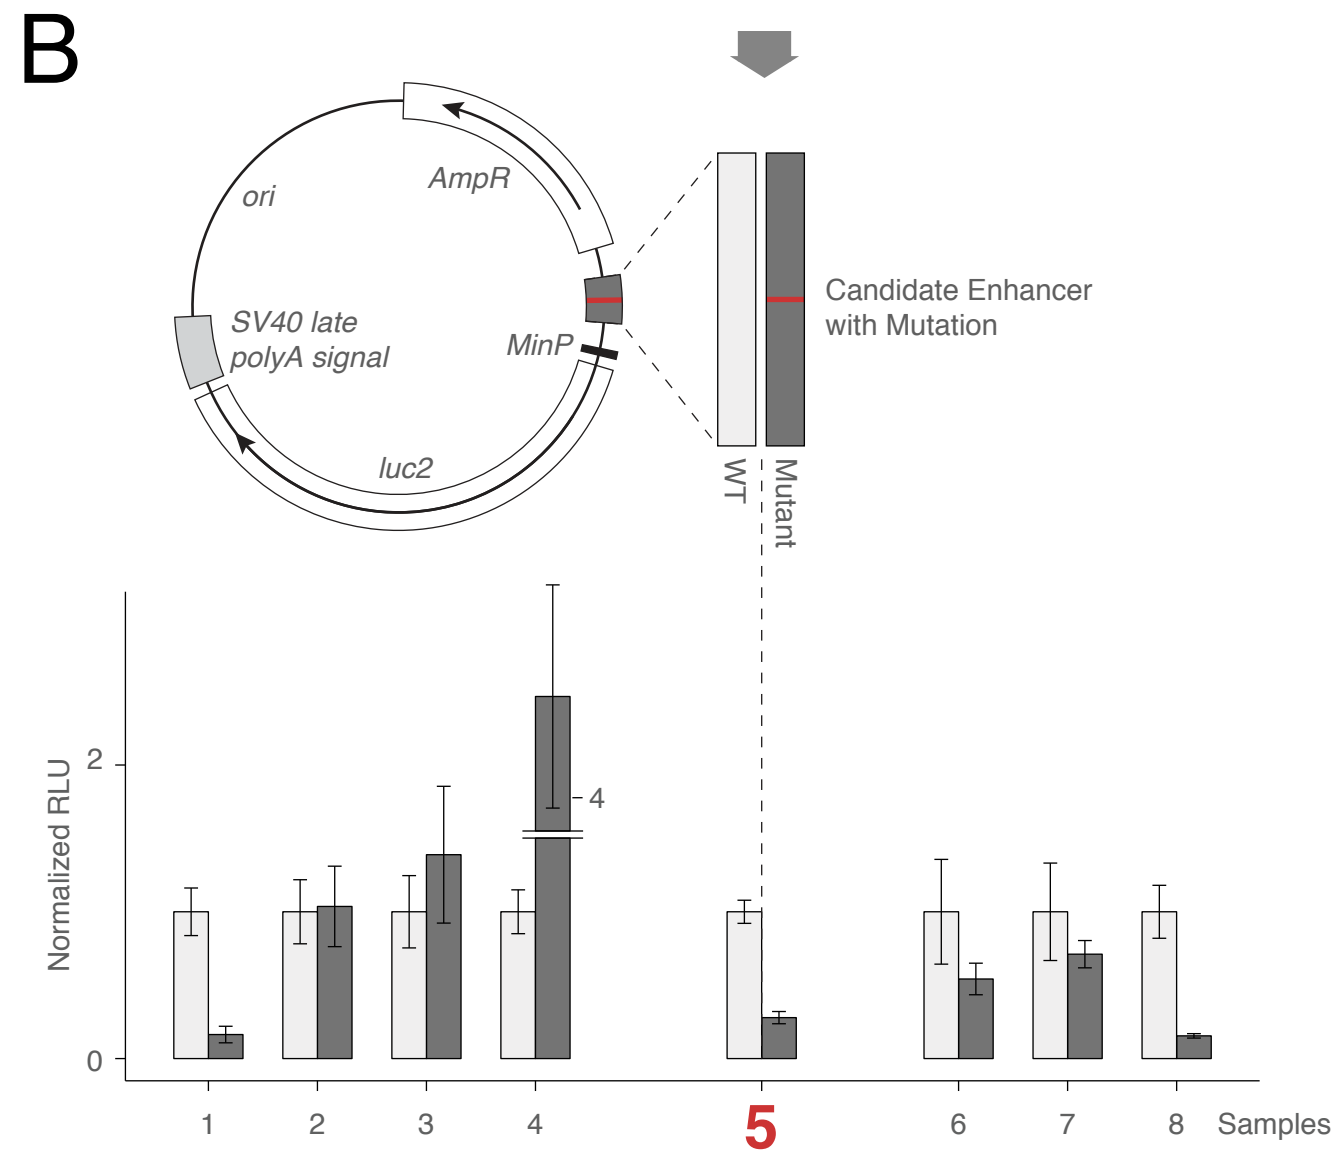 B
AmpR
ori
SV40 late
polyA signal
MinP
luc2
Candidate Enhancer
with Mutation
WT
Mutant
Normalized RLU
2
0
4
1
2
3
4
5
6
7
8
Samples